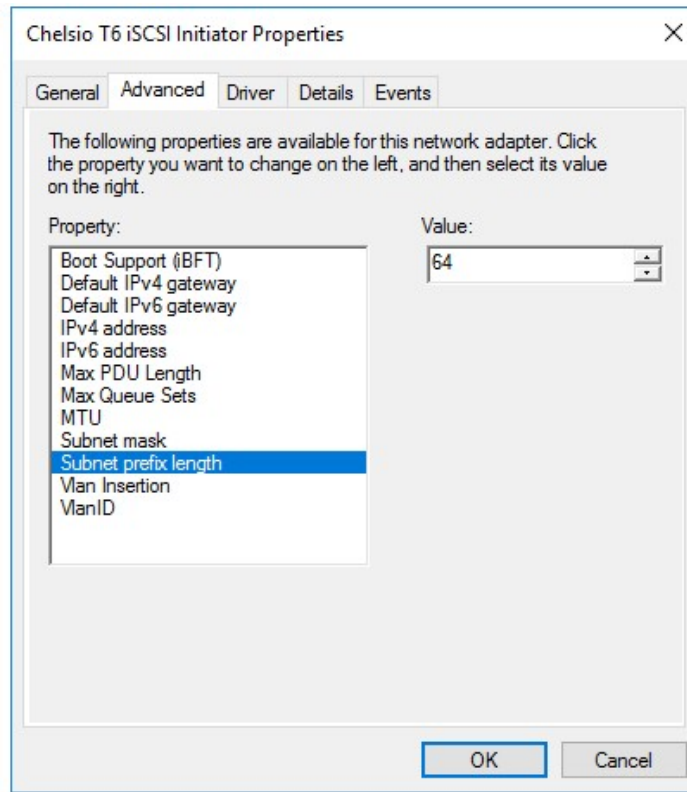 Chelsio T6 iSCSI Initiator Properties
General Advanced Driver Details Events
The following properties are available for this network adapter. Click
the property you want to change on the left, and then select its value
on the right.
Property:
Value:
Boot Support (iBFT)
64
Default IPv4 gateway
Default IPv6 gateway
IPv4 address
IPv6 address
Max PDU Length
Max Queue Sets
MTU
Subnet mask
Subnet prefix length
Vlan Insertion
VlanID
OK
Cancel